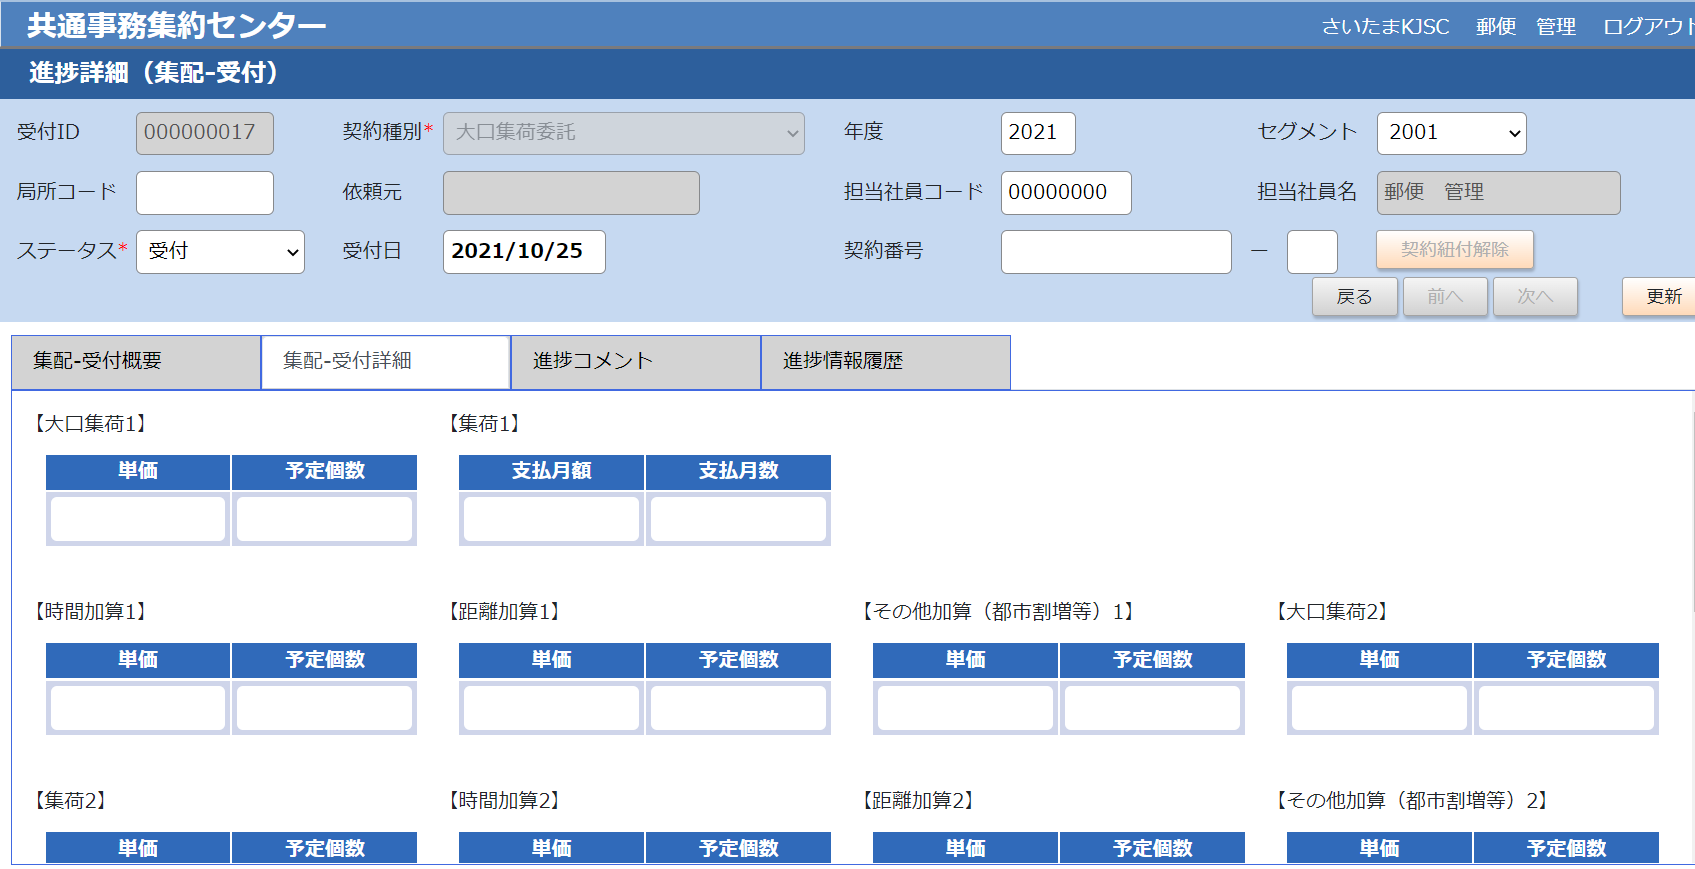 共通事務集約センター さいたまKJSC 郵便 管理 ログアウト
進捗詳細（集配-受付）
受付ID 000000017 契約種別* 大口集荷委託 年度 2021 セグメント 2001
局所コード 依頼元 担当社員コード 00000000 担当社員名 郵便 管理
ステータス* 受付 受付日 2021/10/25 契約番号 － 契約紐付解除
戻る 前へ 次へ 更新
集配-受付概要 集配-受付詳細 進捗コメント 進捗情報履歴
【大口集荷1】 【集荷1】
単価 予定個数 支払月額 支払月数
【時間加算1】 【距離加算1】 【その他加算（都市割増等）1】 【大口集荷2】
単価 予定個数 単価 予定個数 単価 予定個数 単価 予定個数
【集荷2】 【時間加算2】 【距離加算2】 【その他加算（都市割増等）2】
単価 予定個数 単価 予定個数 単価 予定個数 単価 予定個数